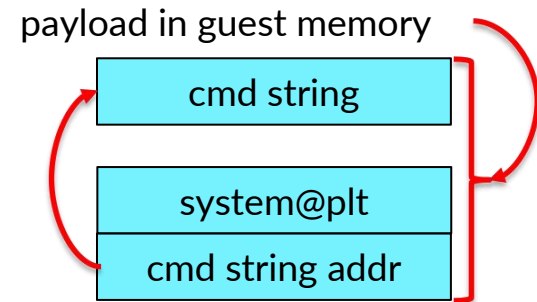 payload in guest memory
cmd string
system@plt
cmd string addr